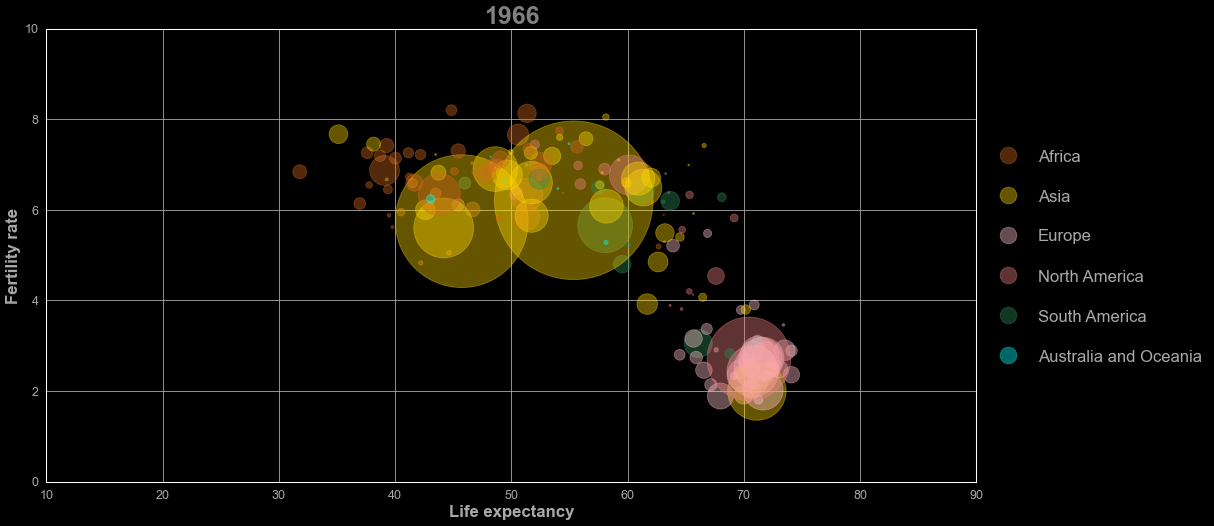 1966
10
8
6
4
2
0
Fertility rate
10 20 30 40 50 60 70 80 90
Life expectancy
Africa
Asia
Europe
North America
South America
Australia and Oceania